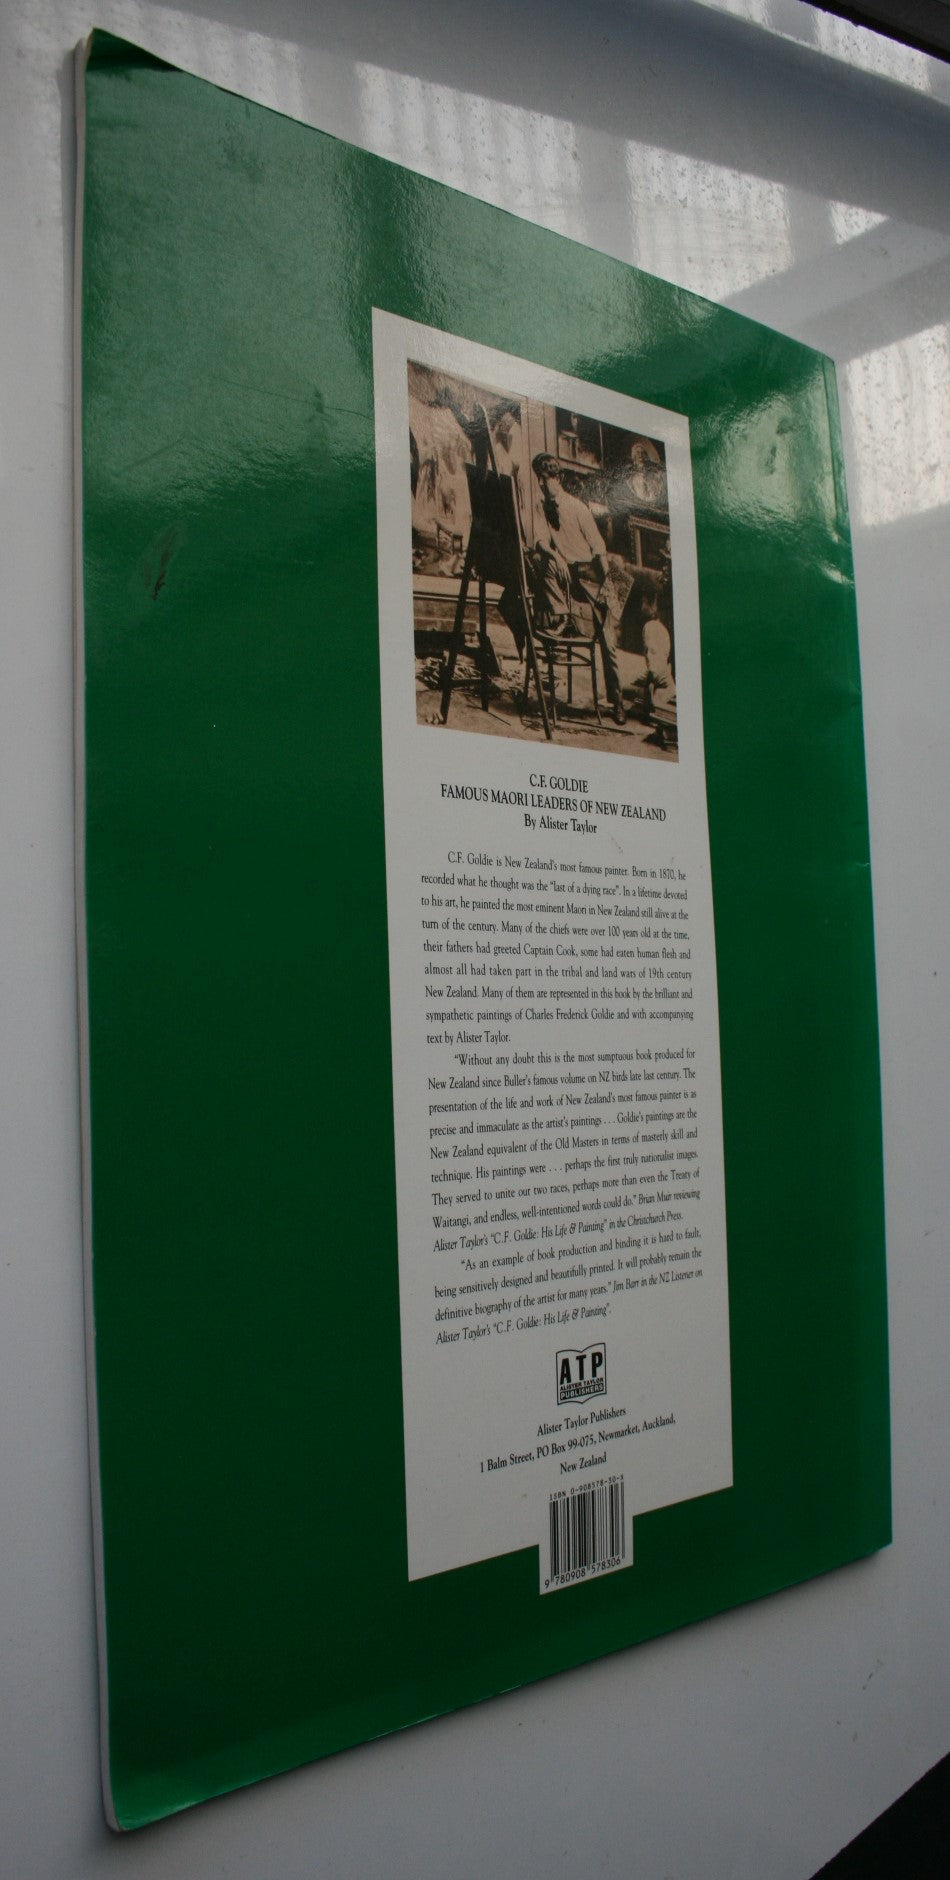 C.F. GOLDIE
FAMOUS MAORI LEADERS OF NEW ZEALAND
By Alister Taylor
C.F. Goldie is New Zealand's most famous painter. Born in 1870, he
recorded what he thought was the "last of a dying race". In a lifetime devoted
to his art, he painted the most eminent Maori in New Zealand still alive at the
turn of the century. Many of the chiefs were over 100 years old at the time,
their fathers had greeted Captain Cook, some had eaten human flesh and
almost all had taken part in the tribal and land wars of 19th century
New Zealand. Many of them are represented in this book by the brilliant and
sympathetic paintings of Charles Frederick Goldie and with accompanying
text by Alister Taylor.
"Without any doubt this is the most sumptuous book produced for
New Zealand since Buller's famous volume on NZ birds late last century. The
presentation of the life and work of New Zealand's most famous painter is as
precise and immaculate as the artist's paintings . . . Goldie's paintings are the
New Zealand equivalent of the Old Masters in terms of masterly skill and
technique. His paintings were . . . perhaps the first truly nationalist images.
They served to unite our two races, perhaps more than even the Treaty of
Waitangi, and endless, well-intentioned words could do." Brian Muir reviewing
Alister Taylor's "C.F. Goldie: His Life & Painting" in the Christchurch Press.
"As an example of book production and binding it is hard to fault,
being sensitively designed and beautifully printed. It will probably remain the
definitive biography of the artist for many years." Jim Barr in the NZ Listener on
Alister Taylor's "C.F. Goldie: His Life & Painting".
ATP
ALISTER TAYLOR
PUBLISHERS
Alister Taylor Publishers
1 Balm Street, PO Box 99-075, Newmarket, Auckland,
New Zealand
ISBN 0-908578-30-X
9 780908 578306